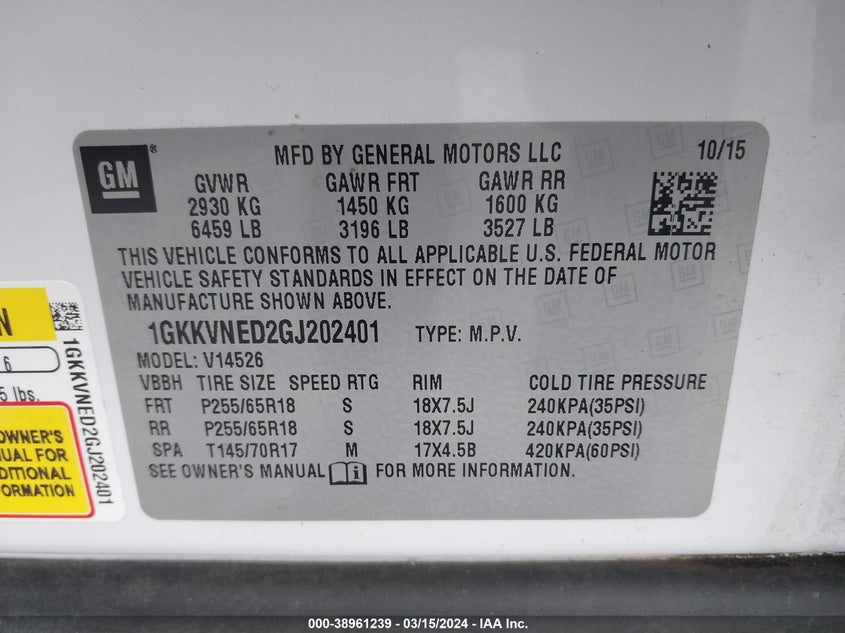 GM
MFD BY GENERAL MOTORS LLC 10/15
GVWR GAWR FRT GAWR RR
2930 KG 1450 KG 1600 KG
6459 LB 3196 LB 3527 LB
THIS VEHICLE CONFORMS TO ALL APPLICABLE U.S. FEDERAL MOTOR
VEHICLE SAFETY STANDARDS IN EFFECT ON THE DATE OF
MANUFACTURE SHOWN ABOVE.
1GKKVNED2GJ202401 TYPE: M.P.V.
MODEL: V14526
VBBH TIRE SIZE SPEED RTG RIM COLD TIRE PRESSURE
FRT P255/65R18 S 18X7.5J 240KPA(35PSI)
RR P255/65R18 S 18X7.5J 240KPA(35PSI)
SPA T145/70R17 M 17X4.5B 420KPA(60PSI)
SEE OWNER'S MANUAL FOR MORE INFORMATION.
N
6
5 lbs.
OWNER'S
FOR
1GKKVNED2GJ202401
000-38961239 - 03/15/2024 - IAA Inc.